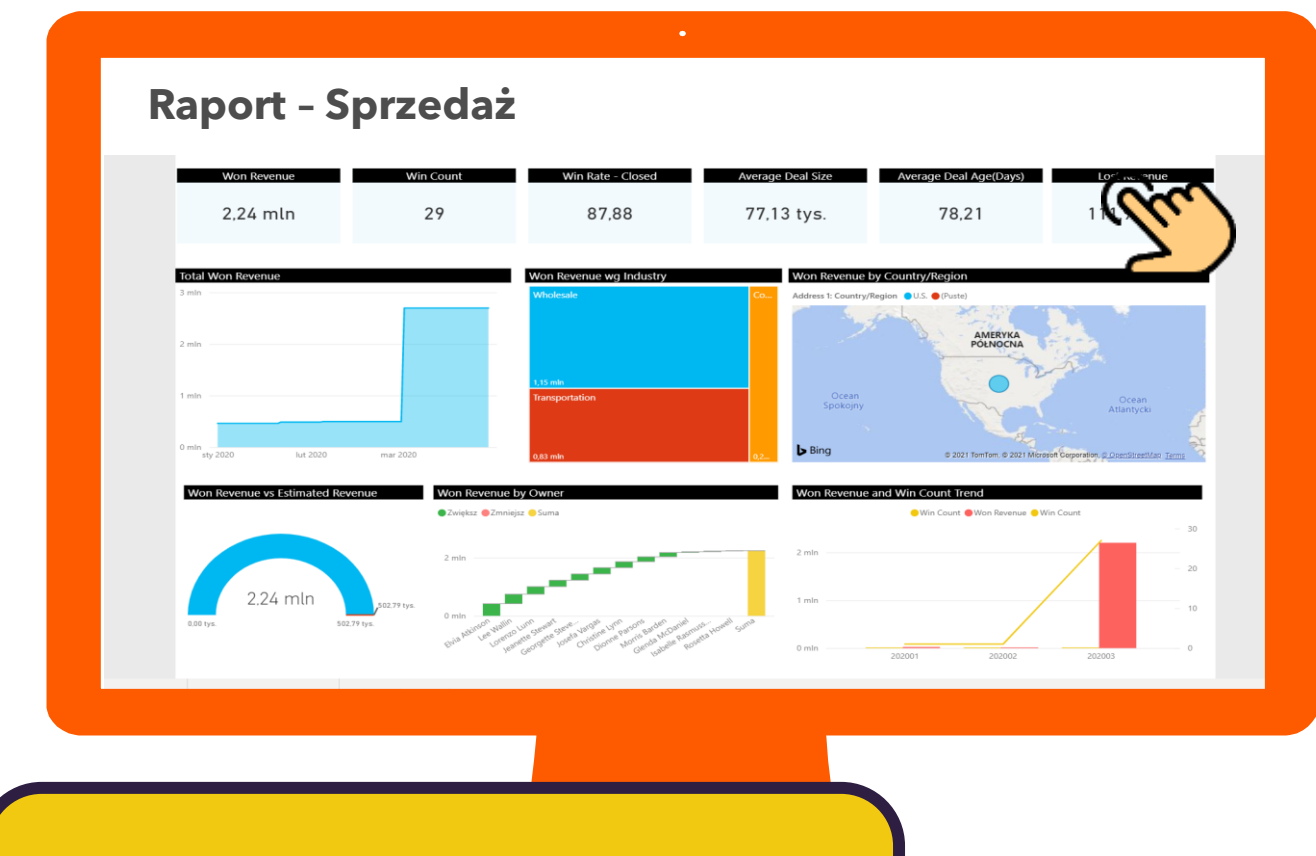 Raport – Sprzedaż
Won Revenue
Win Count
Win Rate - Closed
Average Deal Size
Average Deal Age(Days)
2,24 mln
29
87,88
77,13 tys.
78,21
Total Won Revenue
3 mln
2 mln
1 mln
0 mln
sty 2020
lut 2020
mar 2020
Won Revenue wg Industry
Wholesale
Co...
1,15 mln
Transportation
0,83 mln
0,2...
Won Revenue by Country/Region
Address 1: Country/Region U.S. (Puste)
AMERYKA
PÓŁNOCNA
Ocean
Spokojny
Ocean
Atlantycki
Bing
© 2021 TomTom, © 2021 Microsoft Corporation, © OpenStreetMap Terms
Won Revenue vs Estimated Revenue
2,24 mln
502.79 tys.
0,00 tys.
502.79 tys.
Won Revenue by Owner
Zwiększ Zmniejsz Suma
2 mln
0 mln
Elvia Atkinson
Lee Wallin
Lorenzo Lunn
Jeanette Stewart
Georgette Steve...
Josefa Vargas
Christine Lynn
Dionne Parsons
Morris Barden
Glenda McDaniel
Isabelle Rasmuss...
Rosetta Howell
Suma
Won Revenue and Win Count Trend
Win Count Won Revenue Win Count
2 mln
1 mln
0 mln
30
20
10
0
202001
202002
202003